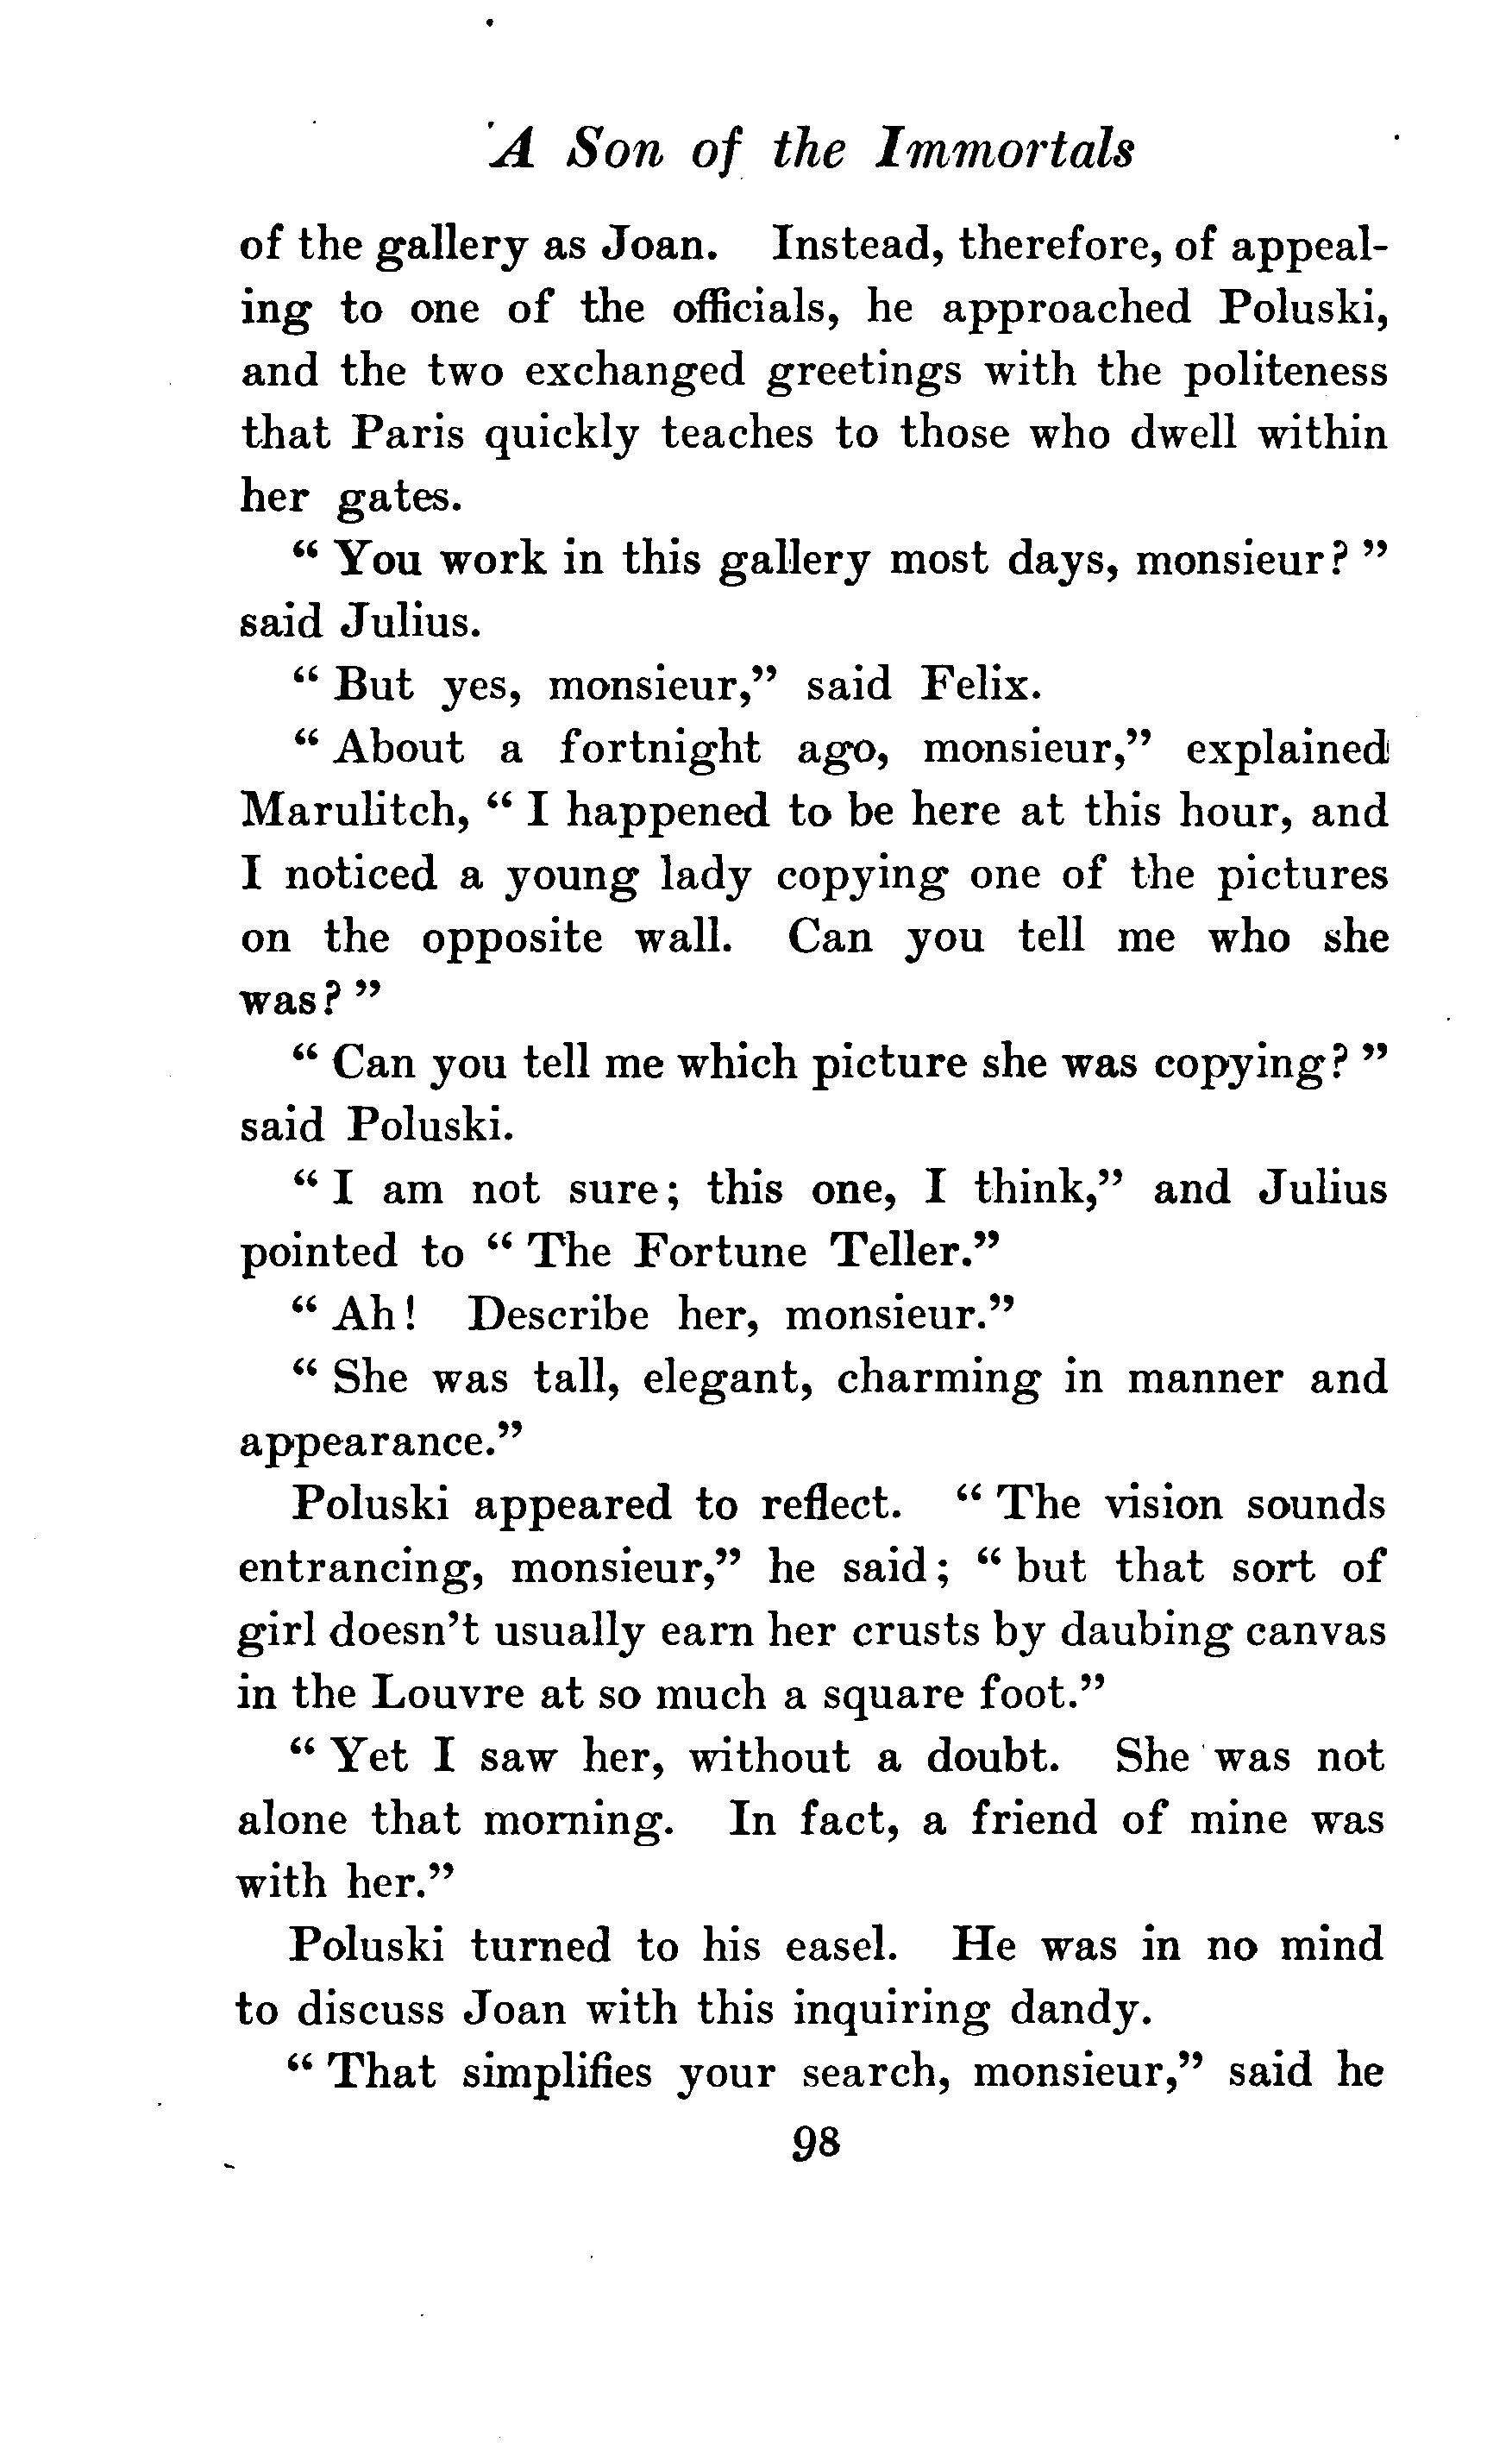 A Son of the Immortals
of the gallery as Joan. Instead, therefore, of appeal-
ing to one of the officials, he approached Poluski,
and the two exchanged greetings with the politeness
that Paris quickly teaches to those who dwell within
her gates.
“ You work in this gallery most days, monsieur? ”
said Julius.
“ But yes, monsieur,” said Felix.
“ About a fortnight ago, monsieur,” explained
Marulitch, “ I happened to be here at this hour, and
I noticed a young lady copying one of the pictures
on the opposite wall. Can you tell me who she
was? ”
“ Can you tell me which picture she was copying? ”
said Poluski.
“ I am not sure; this one, I think,” and Julius
pointed to “ The Fortune Teller.”
“ Ah! Describe her, monsieur.”
“ She was tall, elegant, charming in manner and
appearance.”
Poluski appeared to reflect. “ The vision sounds
entrancing, monsieur,” he said; “ but that sort of
girl doesn’t usually earn her crusts by daubing canvas
in the Louvre at so much a square foot.”
“ Yet I saw her, without a doubt. She was not
alone that morning. In fact, a friend of mine was
with her.”
Poluski turned to his easel. He was in no mind
to discuss Joan with this inquiring dandy.
“ That simplifies your search, monsieur,” said he
98